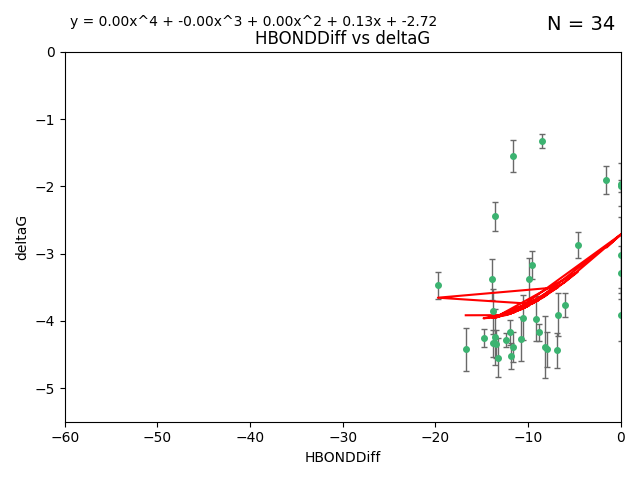 y = 0.00x^4 + -0.00x^3 + 0.00x^2 + 0.13x + -2.72
N = 34
HBONDDiff vs deltaG
deltaG
0
−1
−2
−3
−4
−5
−60 −50 −40 −30 −20 −10 0
HBONDDiff